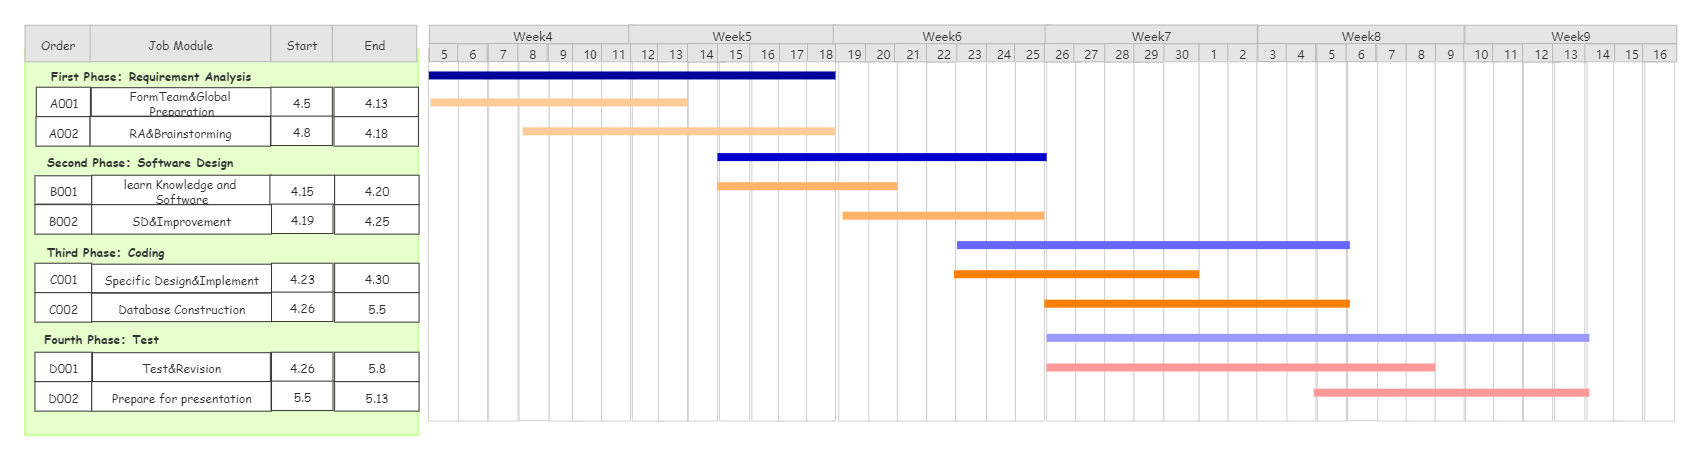 Order Job Module Start End
Week4 Week5 Week6 Week7 Week8 Week9
5 6 7 8 9 10 11 12 13 14 15 16 17 18 19 20 21 22 23 24 25 26 27 28 29 30 1 2 3 4 5 6 7 8 9 10 11 12 13 14 15 16
First Phase: Requirement Analysis
A001 FormTeam&Global Preparation 4.5 4.13
A002 RA&Brainstorming 4.8 4.18
Second Phase: Software Design
B001 learn Knowledge and Software 4.15 4.20
B002 SD&Improvement 4.19 4.25
Third Phase: Coding
C001 Specific Design&Implement 4.23 4.30
C002 Database Construction 4.26 5.5
Fourth Phase: Test
D001 Test&Revision 4.26 5.8
D002 Prepare for presentation 5.5 5.13